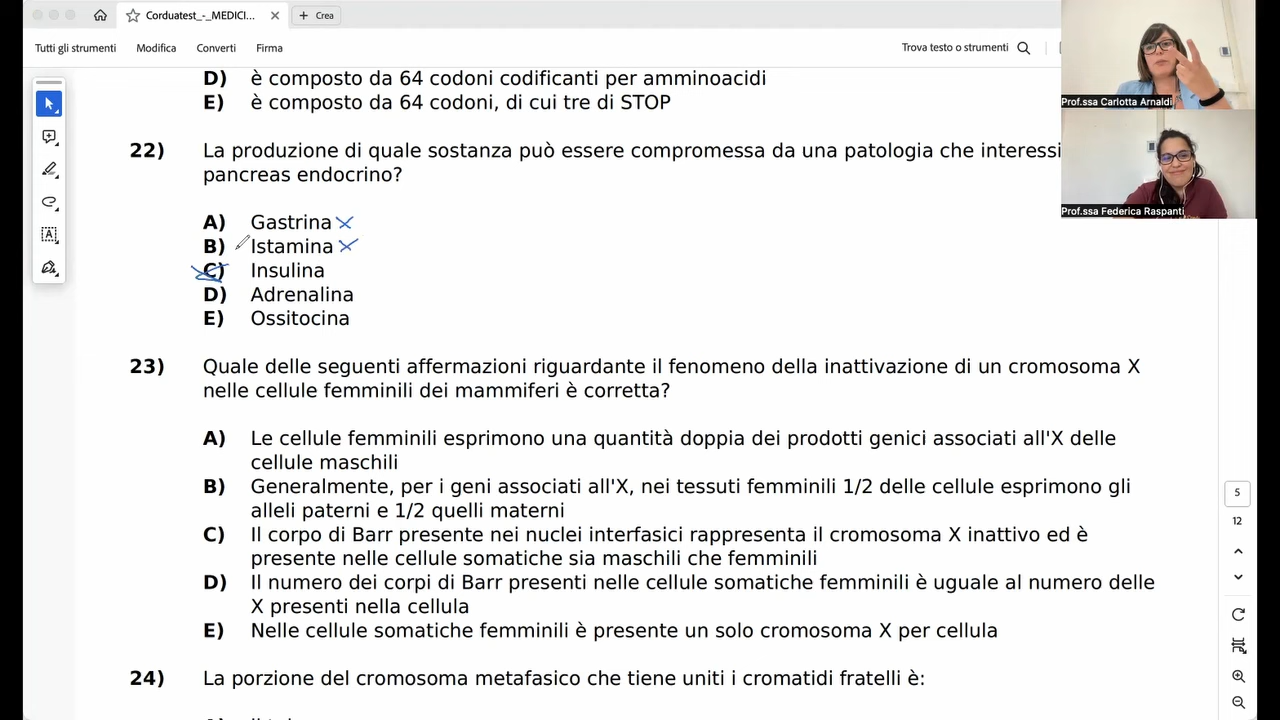 Corduatest_-_MEDICI...
Crea
Tutti gli strumenti Modifica Converti Firma Trova testo o strumenti
D) è composto da 64 codoni codificanti per amminoacidi
E) è composto da 64 codoni, di cui tre di STOP
22) La produzione di quale sostanza può essere compromessa da una patologia che interessi
pancreas endocrino?
A) Gastrina
B) Istamina
C) Insulina
D) Adrenalina
E) Ossitocina
23) Quale delle seguenti affermazioni riguardante il fenomeno della inattivazione di un cromosoma X
nelle cellule femminili dei mammiferi è corretta?
A) Le cellule femminili esprimono una quantità doppia dei prodotti genici associati all'X delle
cellule maschili
B) Generalmente, per i geni associati all'X, nei tessuti femminili 1/2 delle cellule esprimono gli
alleli paterni e 1/2 quelli materni
C) Il corpo di Barr presente nei nuclei interfasici rappresenta il cromosoma X inattivo ed è
presente nelle cellule somatiche sia maschili che femminili
D) Il numero dei corpi di Barr presenti nelle cellule somatiche femminili è uguale al numero delle
X presenti nella cellula
E) Nelle cellule somatiche femminili è presente un solo cromosoma X per cellula
24) La porzione del cromosoma metafasico che tiene uniti i cromatidi fratelli è:
Prof.ssa Carlotta Arnaldi
Prof.ssa Federica Raspanti
5
12